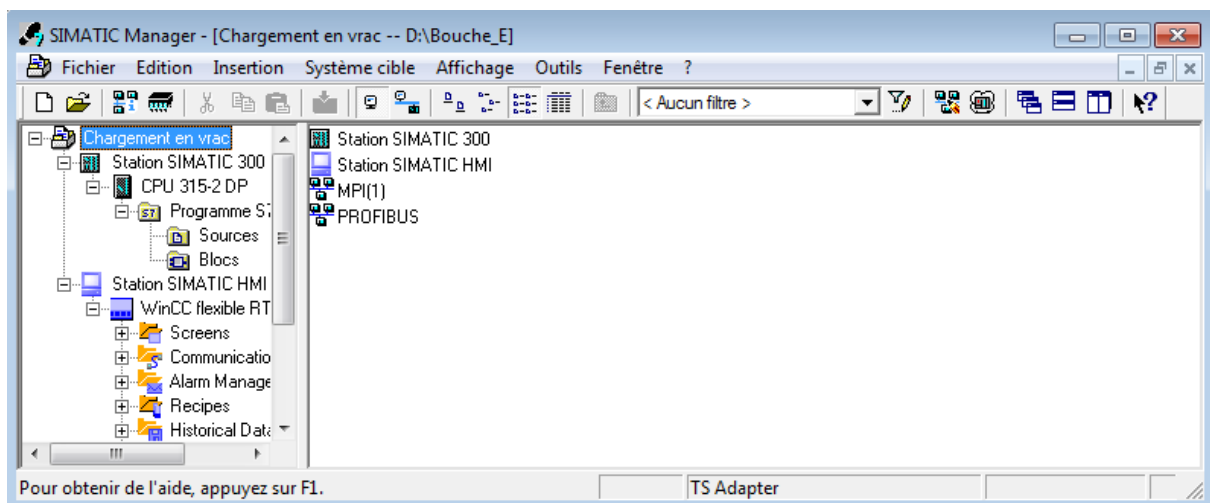 SIMATIC Manager - [Chargement en vrac -- D:\Bouche_E]
Fichier Edition Insertion Système cible Affichage Outils Fenêtre ?
< Aucun filtre >
Chargement en vrac
Station SIMATIC 300
CPU 315-2 DP
Programme S7
Sources
Blocs
Station SIMATIC HMI
WinCC flexible RT
Screens
Communicatio
Alarm Manage
Recipes
Historical Data
Station SIMATIC 300
Station SIMATIC HMI
MPI(1)
PROFIBUS
Pour obtenir de l'aide, appuyez sur F1.
TS Adapter